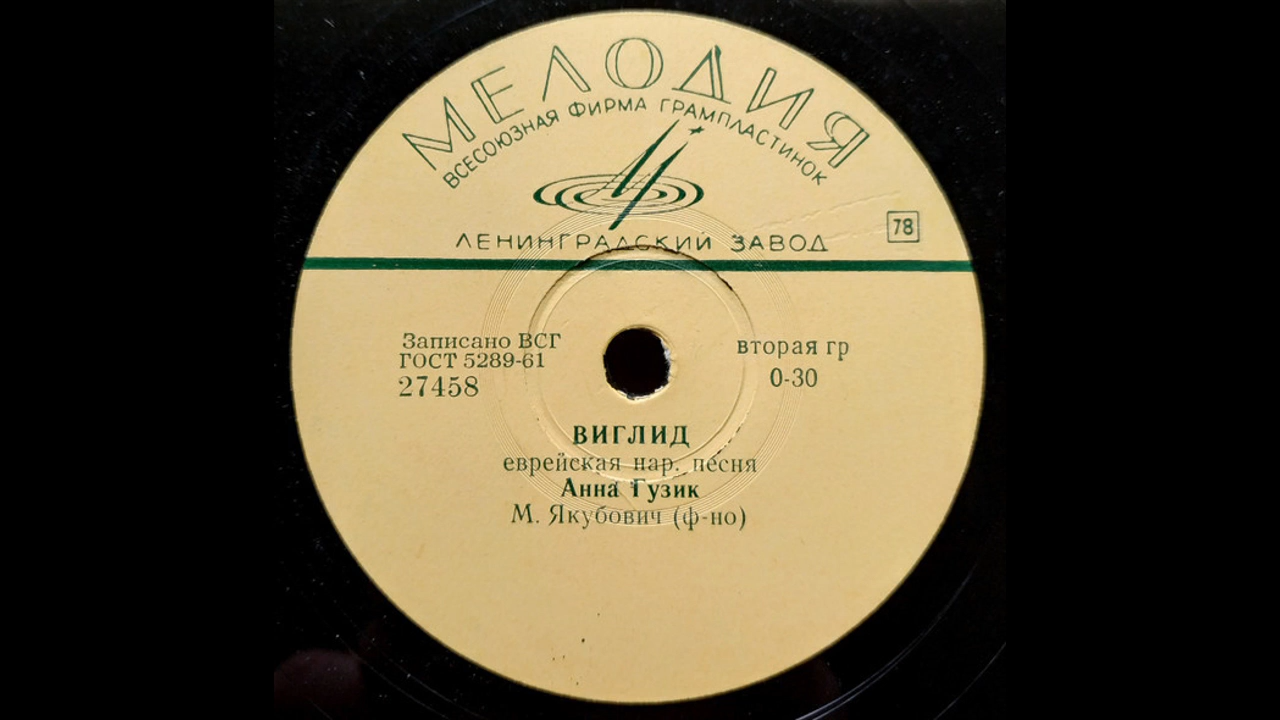 МЕЛОДИЯ
ВСЕСОЮЗНАЯ ФИРМА ГРАМПЛАСТИНОК
ЛЕНИНГРАДСКИЙ ЗАВОД
78
Записано ВСГ
ГОСТ 5289-61
27458
вторая гр
0-30
ВИГЛИД
еврейская нар. песня
Анна Гузик
М. Якубович (ф-но)